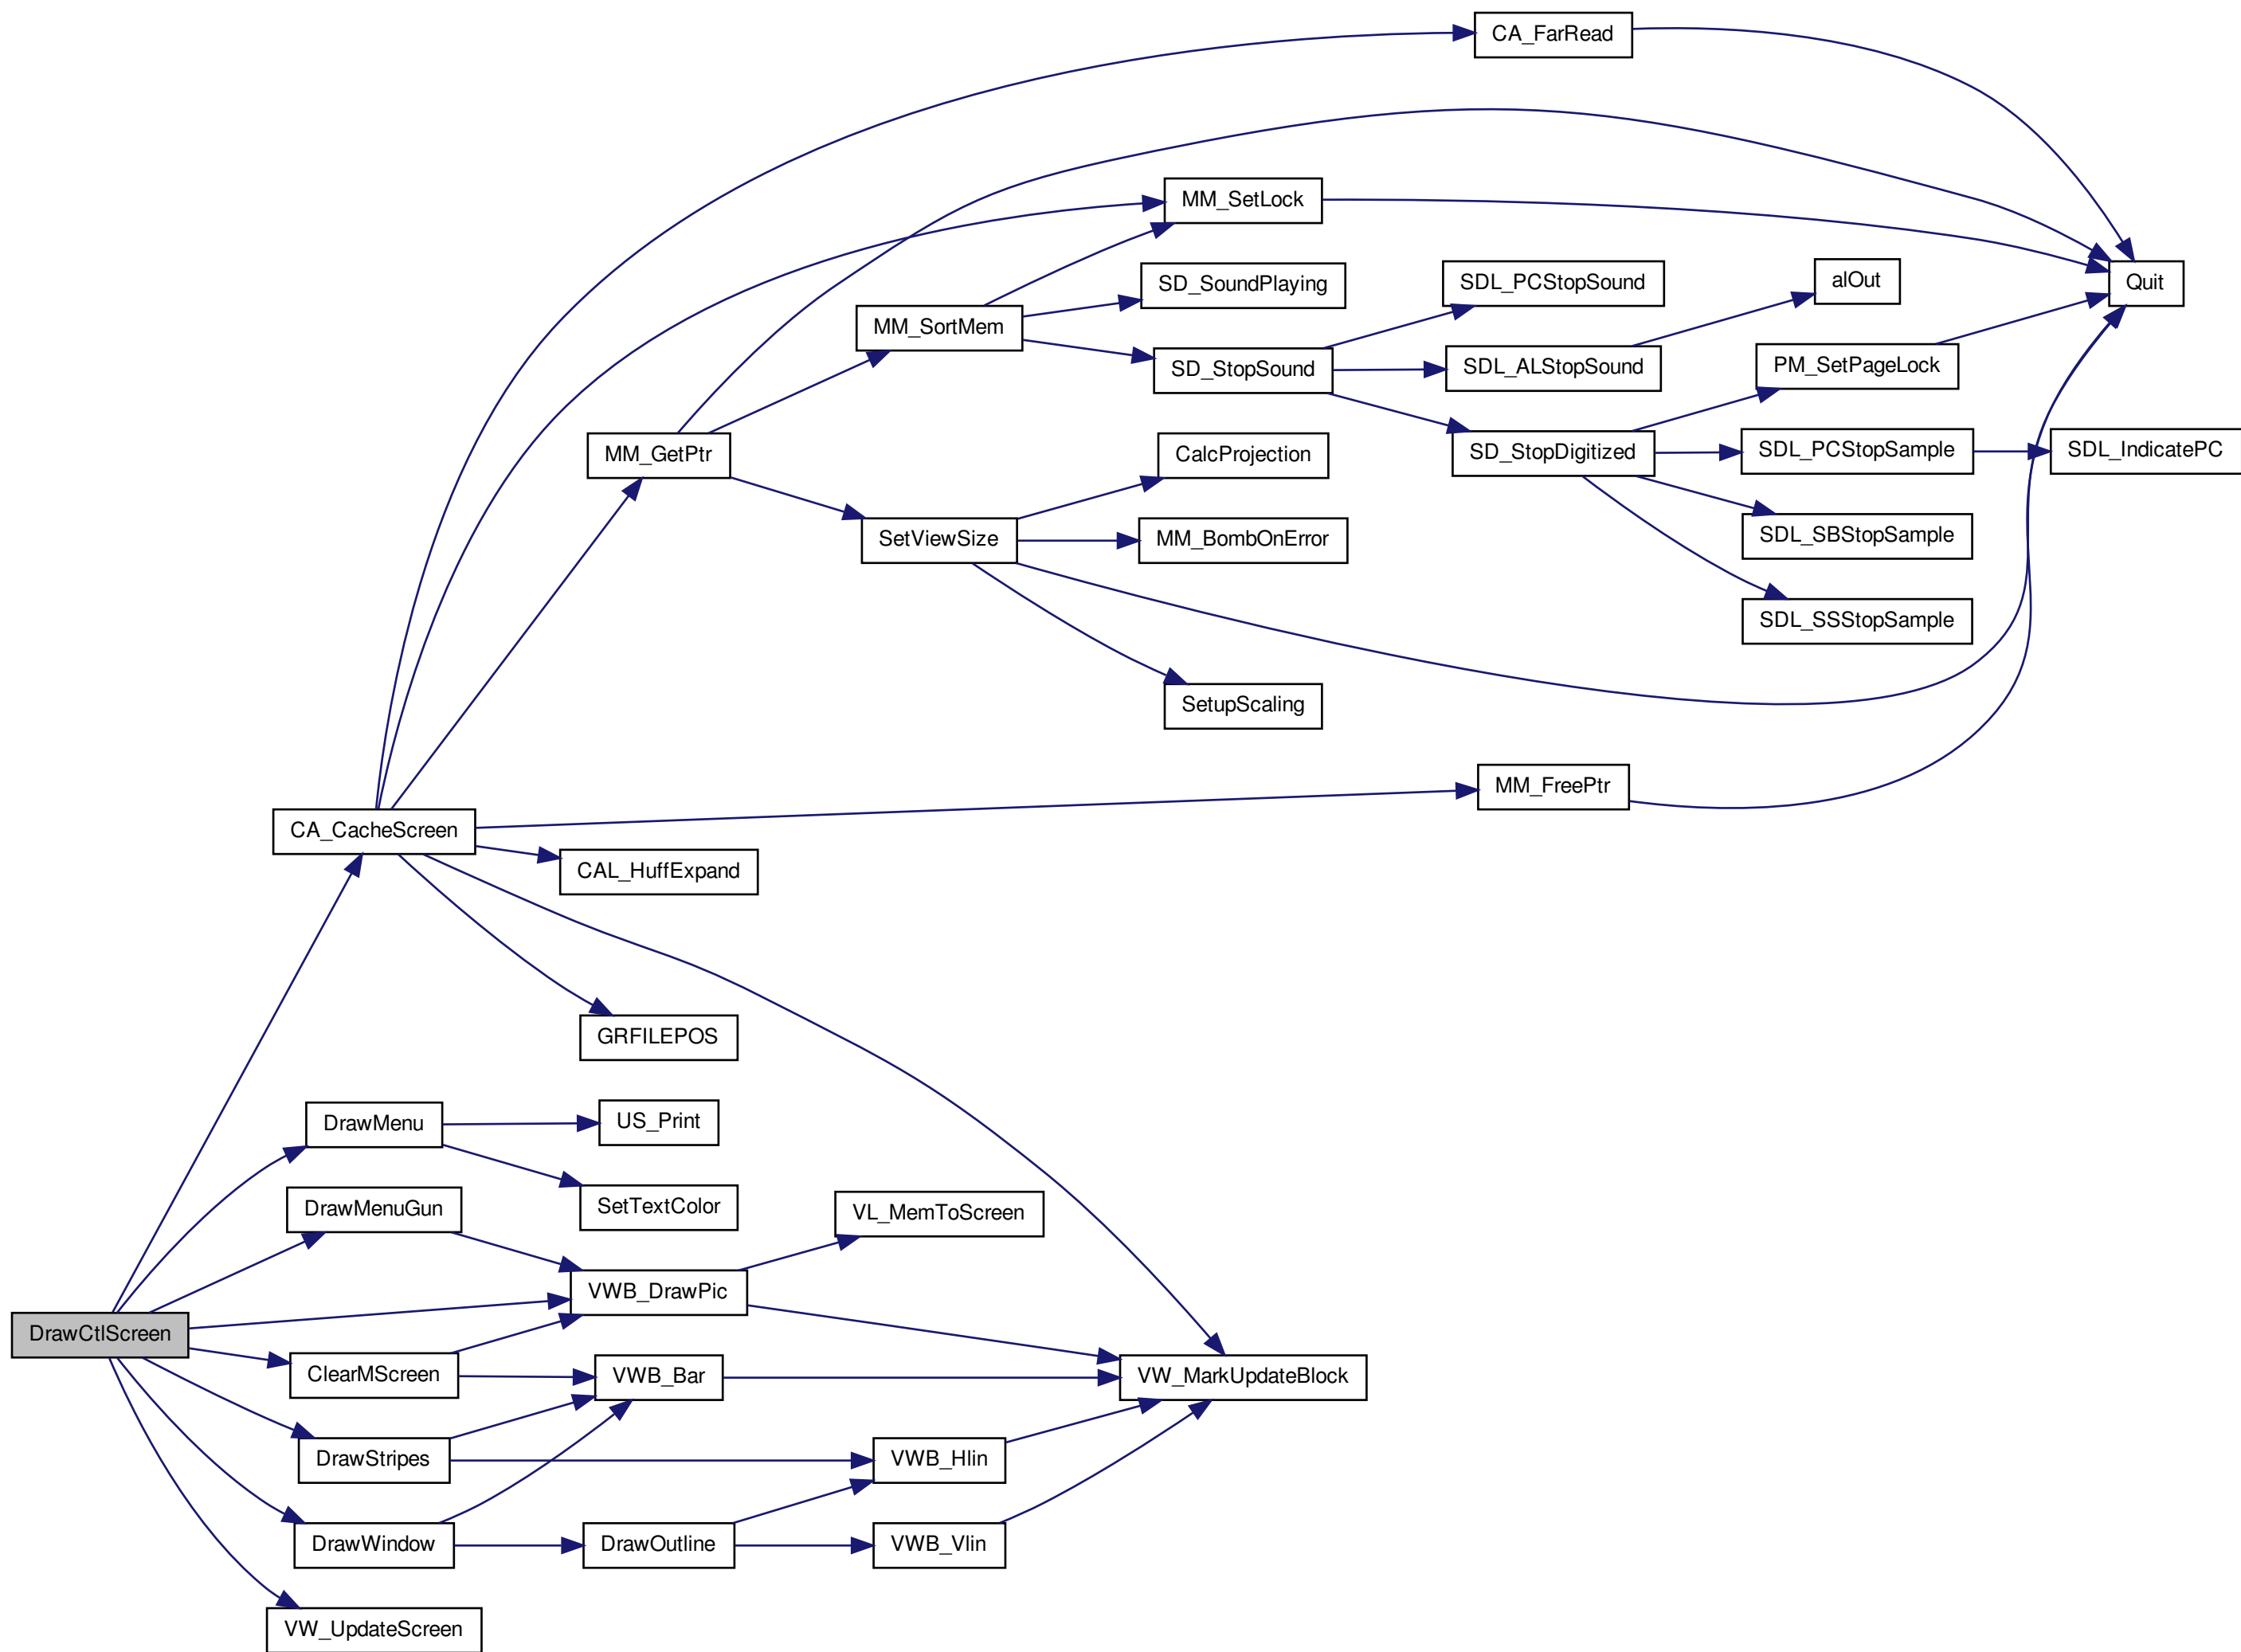 CA_FarRead
MM_SetLock
SD_SoundPlaying
SDL_PCStopSound
alOut
Quit
MM_SortMem
SD_StopSound
SDL_ALStopSound
PM_SetPageLock
MM_GetPtr
CalcProjection
SD_StopDigitized
SDL_PCStopSample
SDL_IndicatePC
SetViewSize
MM_BombOnError
SDL_SBStopSample
SDL_SSStopSample
SetupScaling
MM_FreePtr
CA_CacheScreen
CAL_HuffExpand
GRFILEPOS
DrawMenu
US_Print
SetTextColor
DrawMenuGun
VL_MemToScreen
VWB_DrawPic
DrawCtlScreen
ClearMScreen
VWB_Bar
VW_MarkUpdateBlock
DrawStripes
VWB_Hlin
DrawWindow
DrawOutline
VWB_Vlin
VW_UpdateScreen